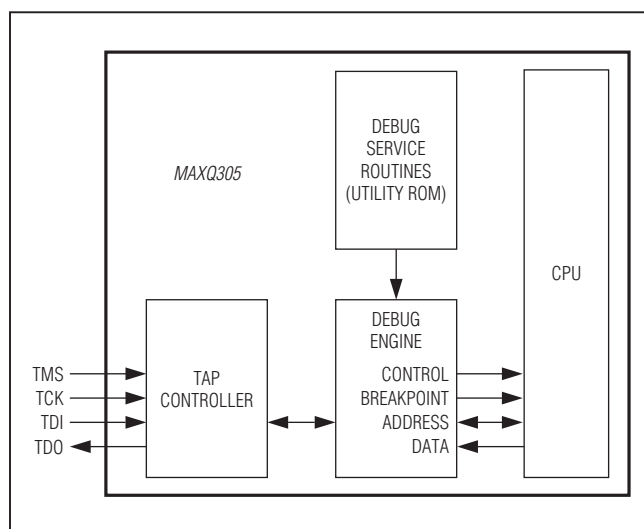 MAXQ305
DEBUG
SERVICE
ROUTINES
(UTILITY ROM)
CPU
TMS
TCK
TDI
TDO
TAP
CONTROLLER
DEBUG
ENGINE
CONTROL
BREAKPOINT
ADDRESS
DATA